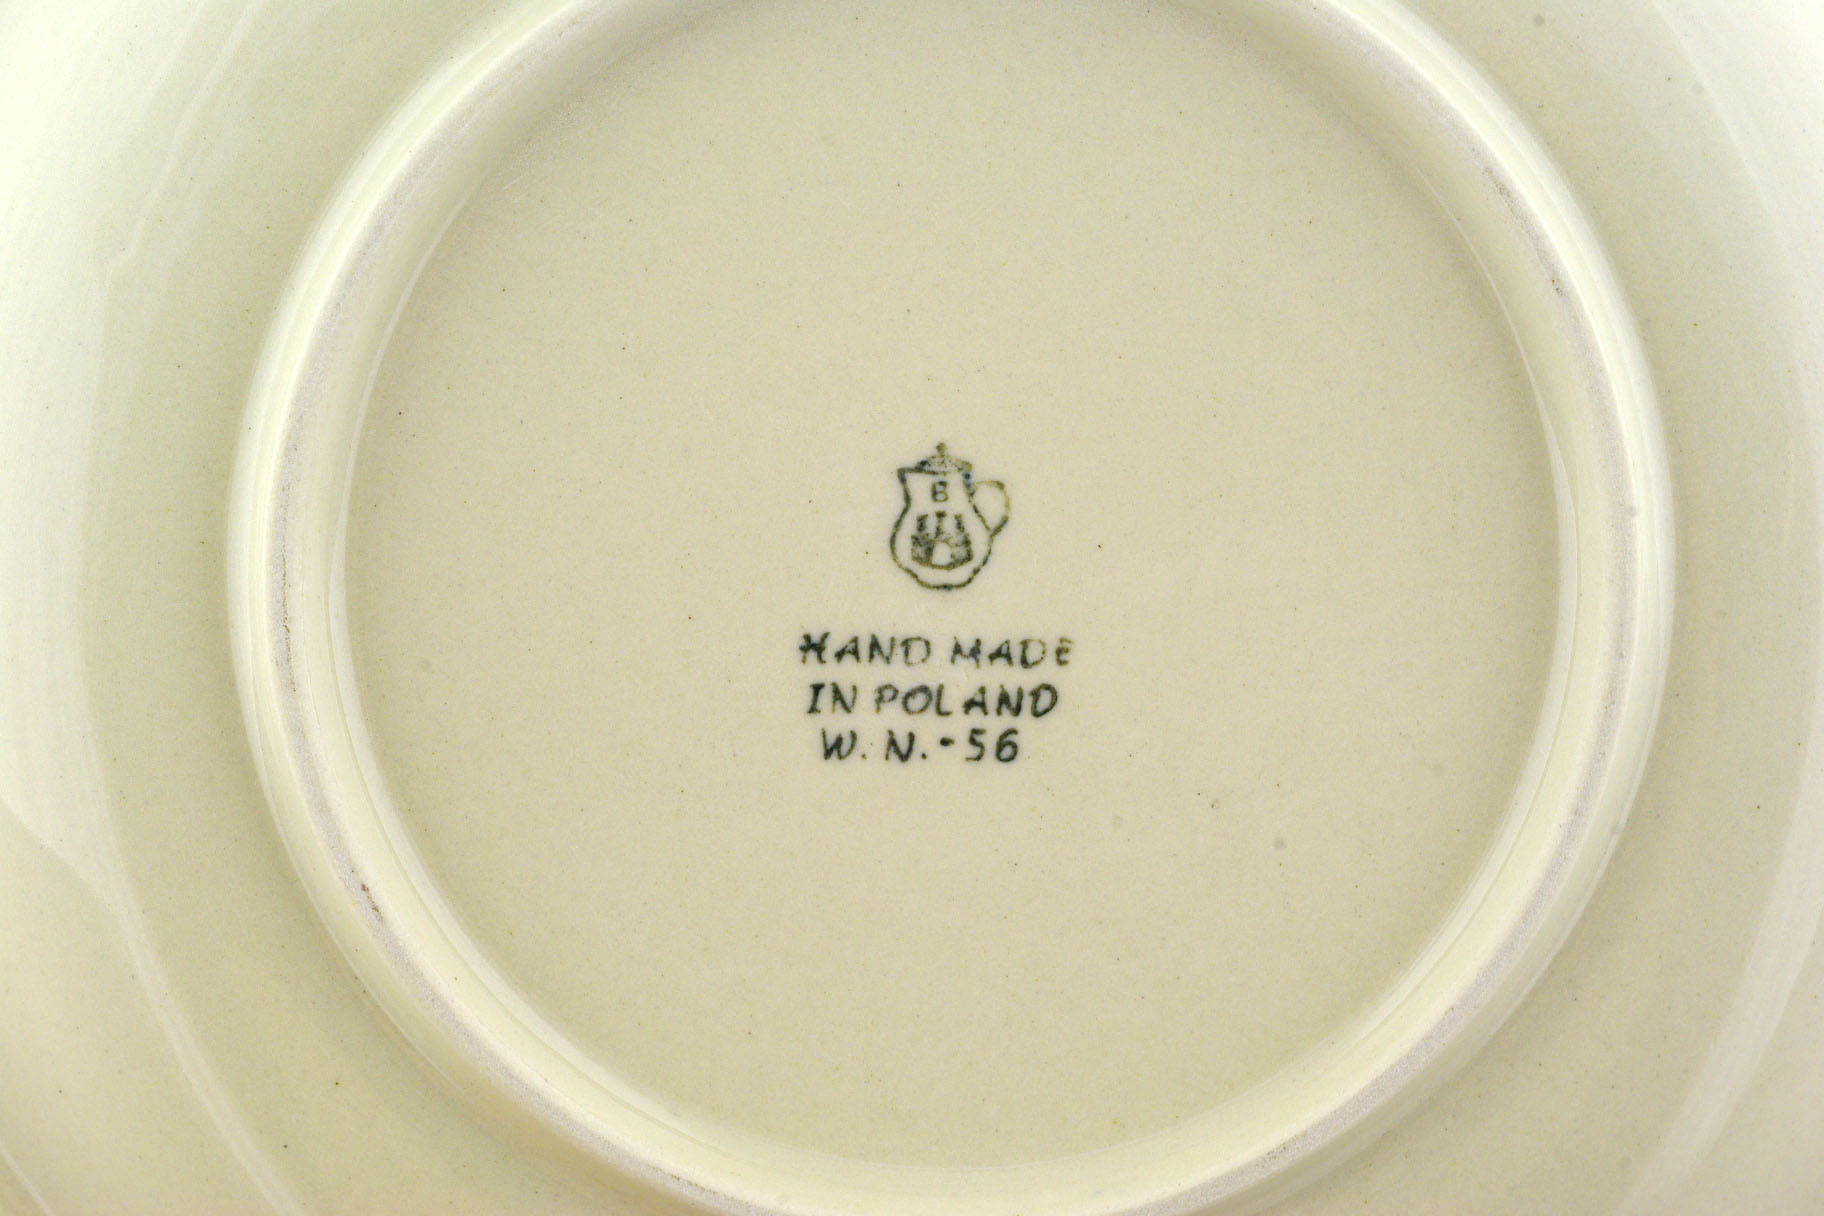 B
HAND MADE
IN POLAND
W. N. - 56